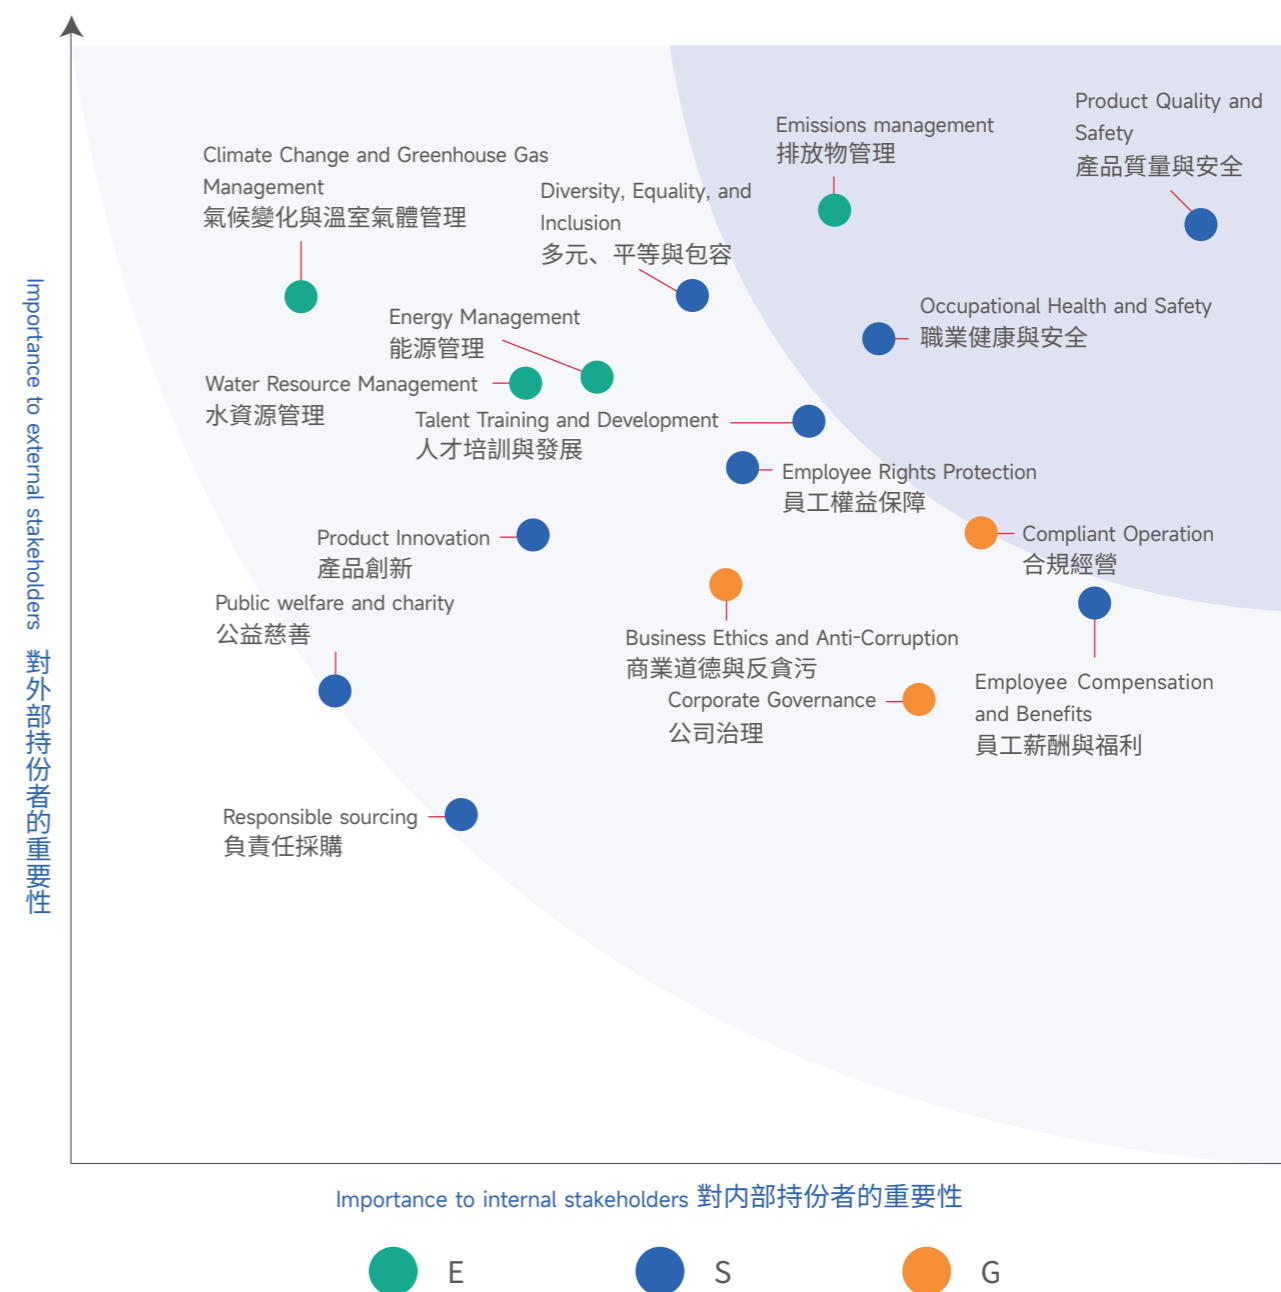 Product Quality and
Safety
產品質量與安全
Emissions management
排放物管理
Climate Change and Greenhouse Gas
Management
氣候變化與溫室氣體管理
Diversity, Equality, and
Inclusion
多元、平等與包容
Occupational Health and Safety
職業健康與安全
Energy Management
能源管理
Water Resource Management
水資源管理
Talent Training and Development
人才培訓與發展
Employee Rights Protection
員工權益保障
Product Innovation
產品創新
Compliant Operation
合規經營
Public welfare and charity
公益慈善
Business Ethics and Anti-Corruption
商業道德與反貪污
Corporate Governance
公司治理
Employee Compensation
and Benefits
員工薪酬與福利
Responsible sourcing
負責任採購
Importance to external stakeholders 對外部持份者的重要性
Importance to internal stakeholders 對内部持份者的重要性
E
S
G